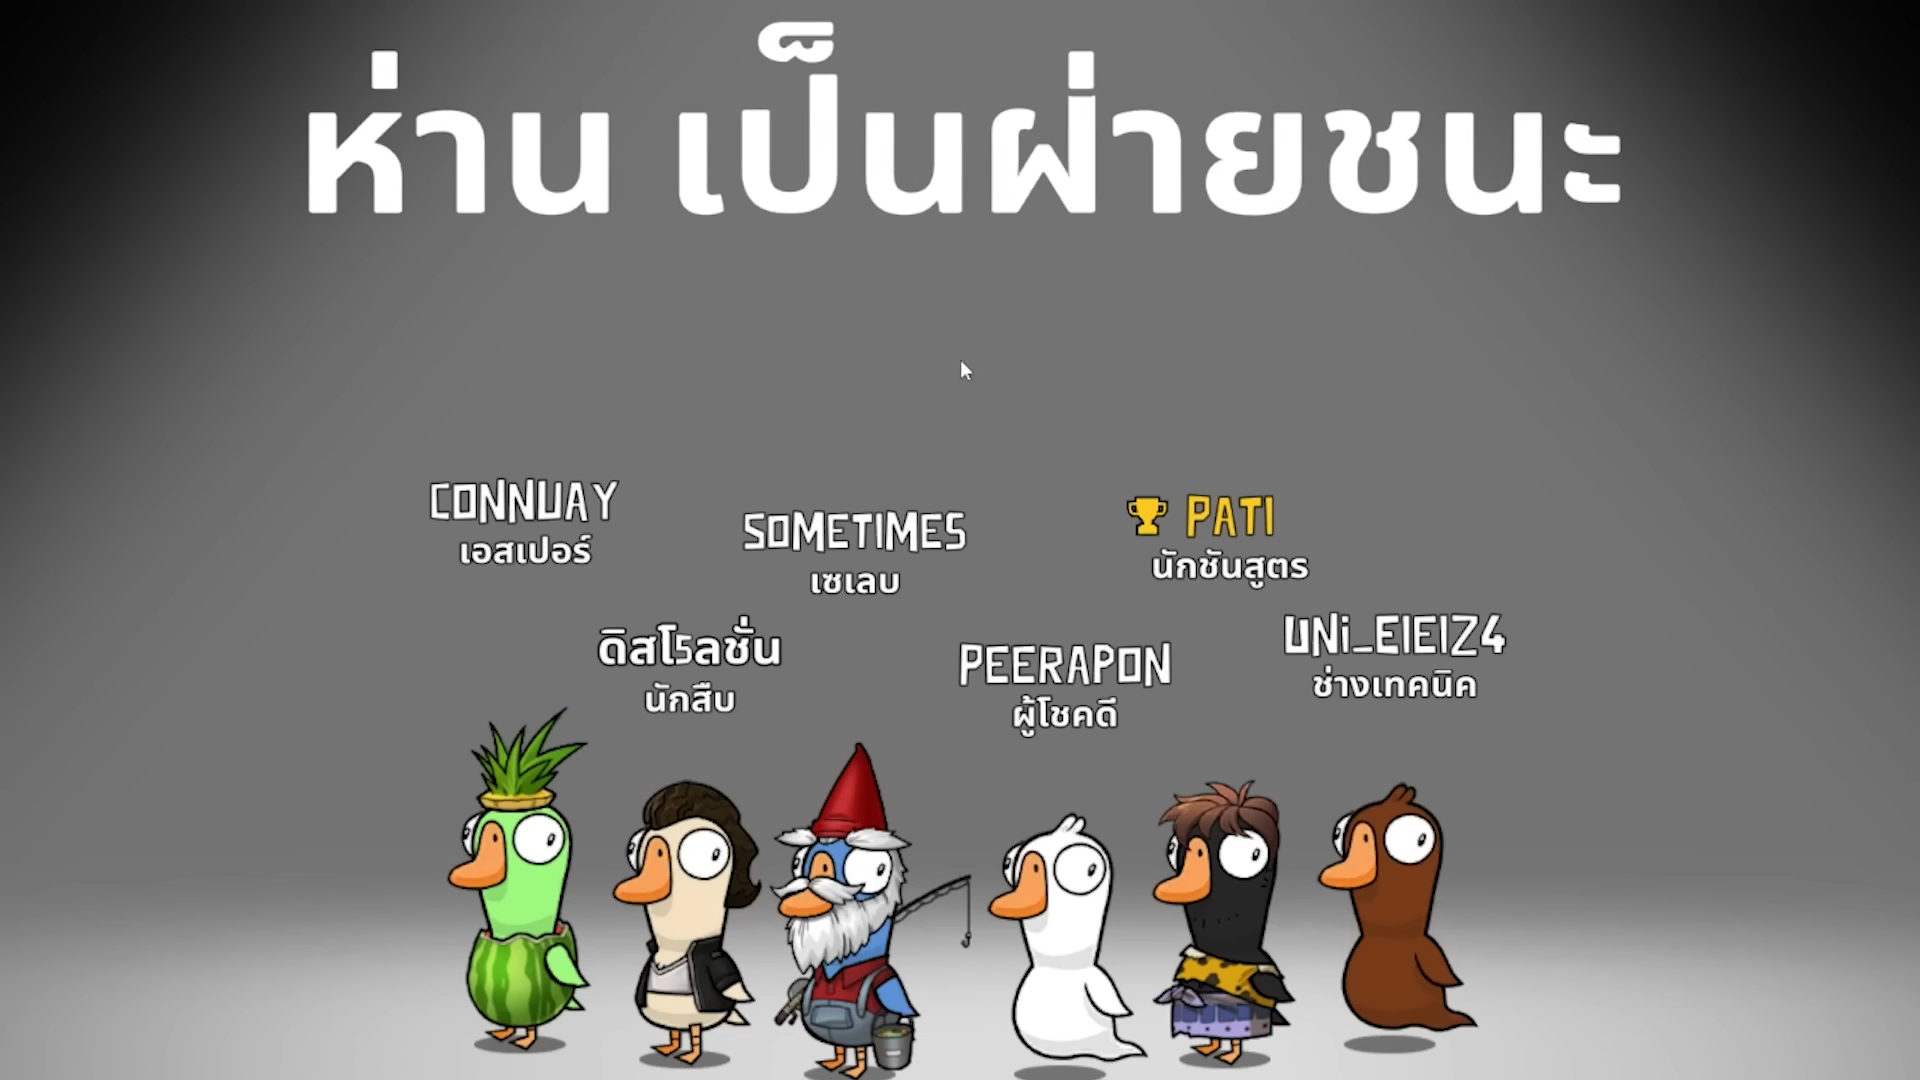 ห่าน เป็นฝ่ายชนะ
CONNUAY
เอสเปอร์
SOMETIMES
เซเลบ
PATI
นักชันสูตร
ดิสโรลชั่น
นักสืบ
PEERAPON
ผู้โชคดี
UNi_EIEIZ4
ช่างเทคนิค